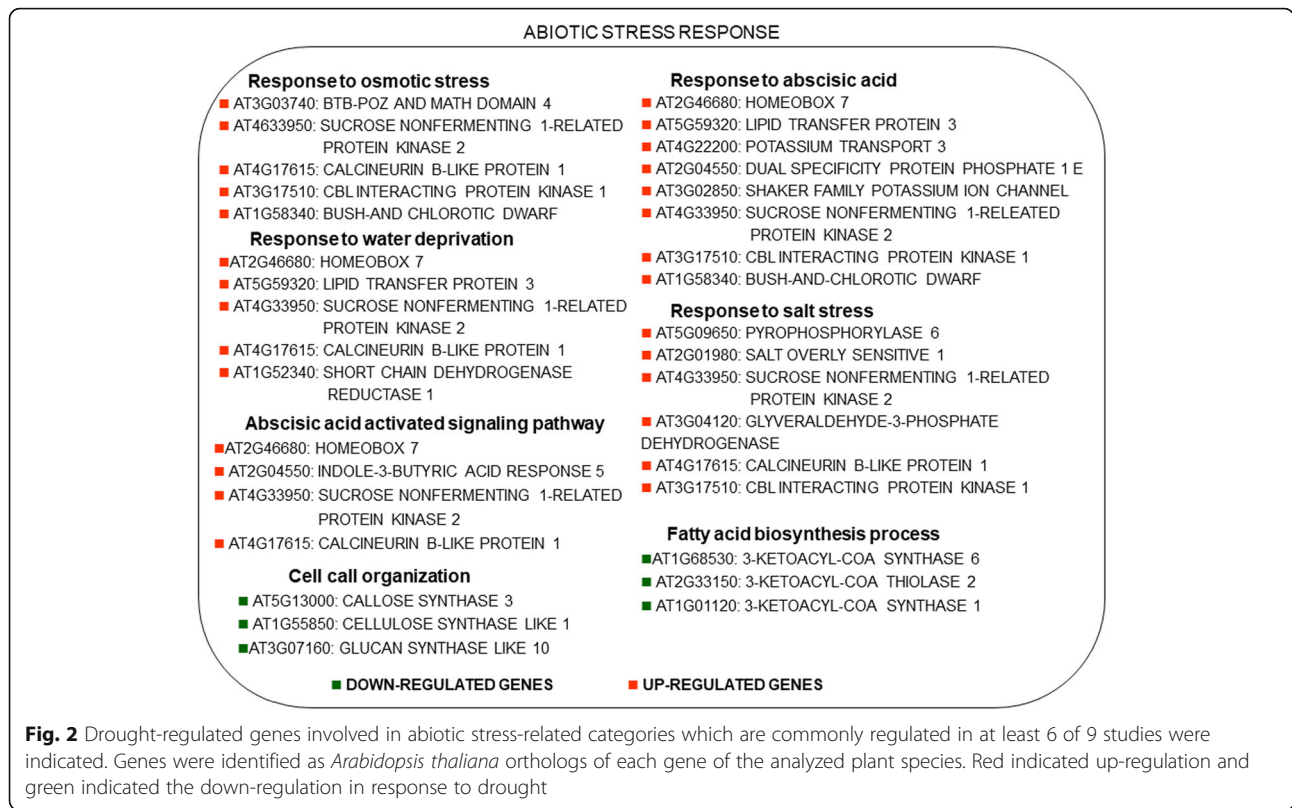 ABIOTIC STRESS RESPONSE
Response to osmotic stress
AT3G03740: BTB-POZ AND MATH DOMAIN 4
AT4633950: SUCROSE NONFERMENTING 1-RELATED
PROTEIN KINASE 2
AT4G17615: CALCINEURIN B-LIKE PROTEIN 1
AT3G17510: CBL INTERACTING PROTEIN KINASE 1
AT1G58340: BUSH-AND CHLOROTIC DWARF
Response to water deprivation
AT2G46680: HOMEOBOX 7
AT5G59320: LIPID TRANSFER PROTEIN 3
AT4G33950: SUCROSE NONFERMENTING 1-RELATED
PROTEIN KINASE 2
AT4G17615: CALCINEURIN B-LIKE PROTEIN 1
AT1G52340: SHORT CHAIN DEHYDROGENASE
REDUCTASE 1
Abscisic acid activated signaling pathway
AT2G46680: HOMEOBOX 7
AT2G04550: INDOLE-3-BUTYRIC ACID RESPONSE 5
AT4G33950: SUCROSE NONFERMENTING 1-RELATED
PROTEIN KINASE 2
AT4G17615: CALCINEURIN B-LIKE PROTEIN 1
Cell call organization
AT5G13000: CALLOSE SYNTHASE 3
AT1G55850: CELLULOSE SYNTHASE LIKE 1
AT3G07160: GLUCAN SYNTHASE LIKE 10
Response to abscisic acid
AT2G46680: HOMEOBOX 7
AT5G59320: LIPID TRANSFER PROTEIN 3
AT4G22200: POTASSIUM TRANSPORT 3
AT2G04550: DUAL SPECIFICITY PROTEIN PHOSPHATE 1 E
AT3G02850: SHAKER FAMILY POTASSIUM ION CHANNEL
AT4G33950: SUCROSE NONFERMENTING 1-RELEATED
PROTEIN KINASE 2
AT3G17510: CBL INTERACTING PROTEIN KINASE 1
AT1G58340: BUSH-AND-CHLOROTIC DWARF
Response to salt stress
AT5G09650: PYROPHOSPHORYLASE 6
AT2G01980: SALT OVERLY SENSITIVE 1
AT4G33950: SUCROSE NONFERMENTING 1-RELATED
PROTEIN KINASE 2
AT3G04120: GLYVERALDEHYDE-3-PHOSPHATE
DEHYDROGENASE
AT4G17615: CALCINEURIN B-LIKE PROTEIN 1
AT3G17510: CBL INTERACTING PROTEIN KINASE 1
Fatty acid biosynthesis process
AT1G68530: 3-KETOACYL-COA SYNTHASE 6
AT2G33150: 3-KETOACYL-COA THIOLASE 2
AT1G01120: 3-KETOACYL-COA SYNTHASE 1
DOWN-REGULATED GENES
UP-REGULATED GENES
Fig. 2 Drought-regulated genes involved in abiotic stress-related categories which are commonly regulated in at least 6 of 9 studies were
indicated. Genes were identified as Arabidopsis thaliana orthologs of each gene of the analyzed plant species. Red indicated up-regulation and
green indicated the down-regulation in response to drought